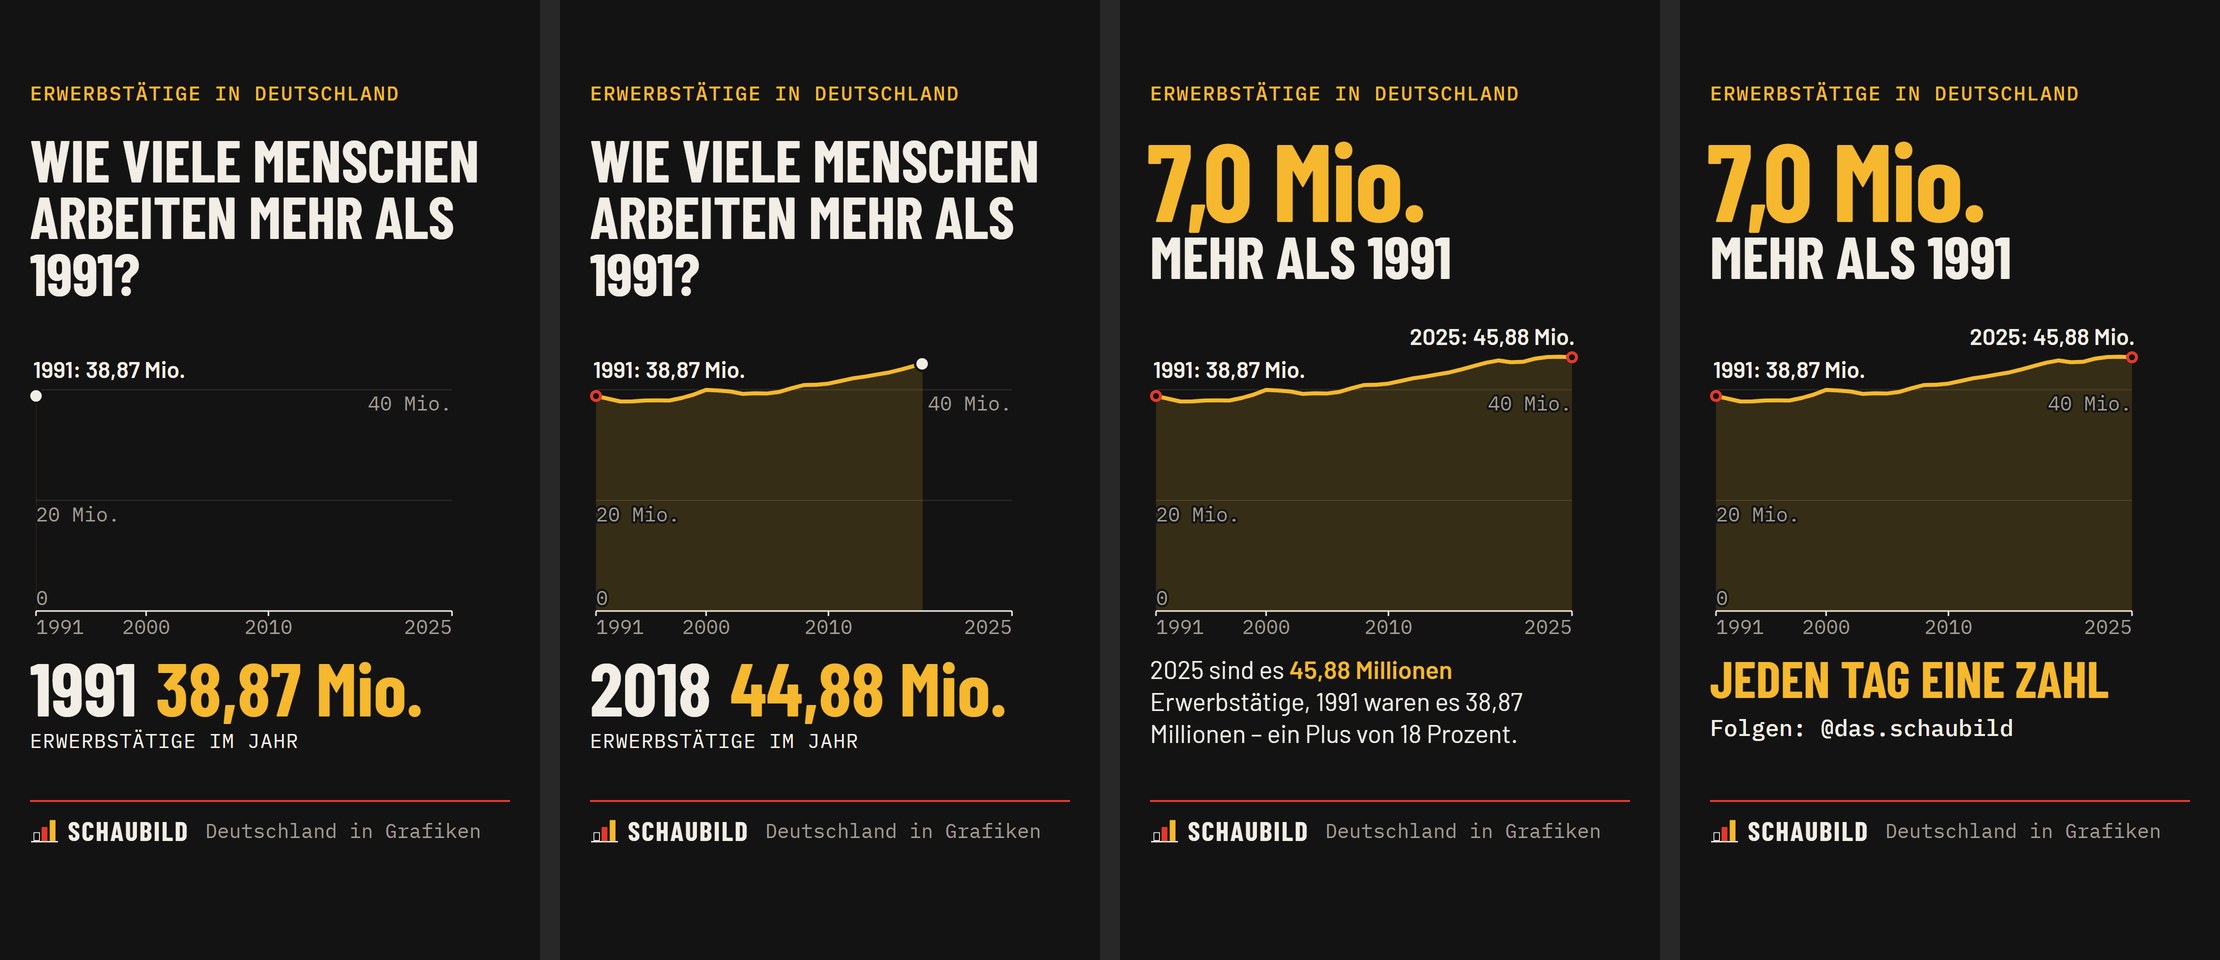 ERWERBSTÄTIGE IN DEUTSCHLAND
WIE VIELE MENSCHEN
ARBEITEN MEHR ALS
1991?
1991: 38,87 Mio.
40 Mio.
20 Mio.
0
1991 2000 2010 2025
1991 38,87 Mio.
ERWERBSTÄTIGE IM JAHR
SCHAUBILD Deutschland in Grafiken
ERWERBSTÄTIGE IN DEUTSCHLAND
WIE VIELE MENSCHEN
ARBEITEN MEHR ALS
1991?
1991: 38,87 Mio.
40 Mio.
20 Mio.
0
1991 2000 2010 2025
2018 44,88 Mio.
ERWERBSTÄTIGE IM JAHR
SCHAUBILD Deutschland in Grafiken
ERWERBSTÄTIGE IN DEUTSCHLAND
7,0 Mio.
MEHR ALS 1991
2025: 45,88 Mio.
1991: 38,87 Mio.
40 Mio.
20 Mio.
0
1991 2000 2010 2025
2025 sind es 45,88 Millionen
Erwerbstätige, 1991 waren es 38,87
Millionen – ein Plus von 18 Prozent.
SCHAUBILD Deutschland in Grafiken
ERWERBSTÄTIGE IN DEUTSCHLAND
7,0 Mio.
MEHR ALS 1991
2025: 45,88 Mio.
1991: 38,87 Mio.
40 Mio.
20 Mio.
0
1991 2000 2010 2025
JEDEN TAG EINE ZAHL
Folgen: @das.schaubild
SCHAUBILD Deutschland in Grafiken